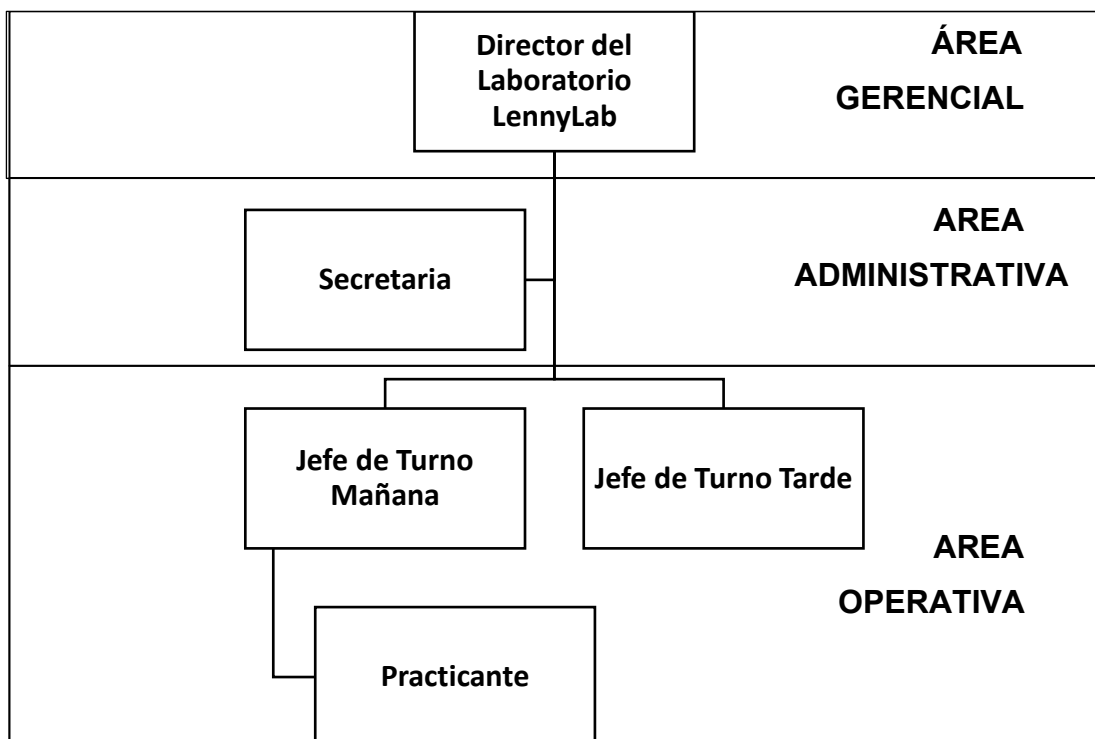 Director del
Laboratorio
LennyLab
ÁREA
GERENCIAL
Secretaria
AREA
ADMINISTRATIVA
Jefe de Turno
Mañana
Jefe de Turno Tarde
AREA
OPERATIVA
Practicante